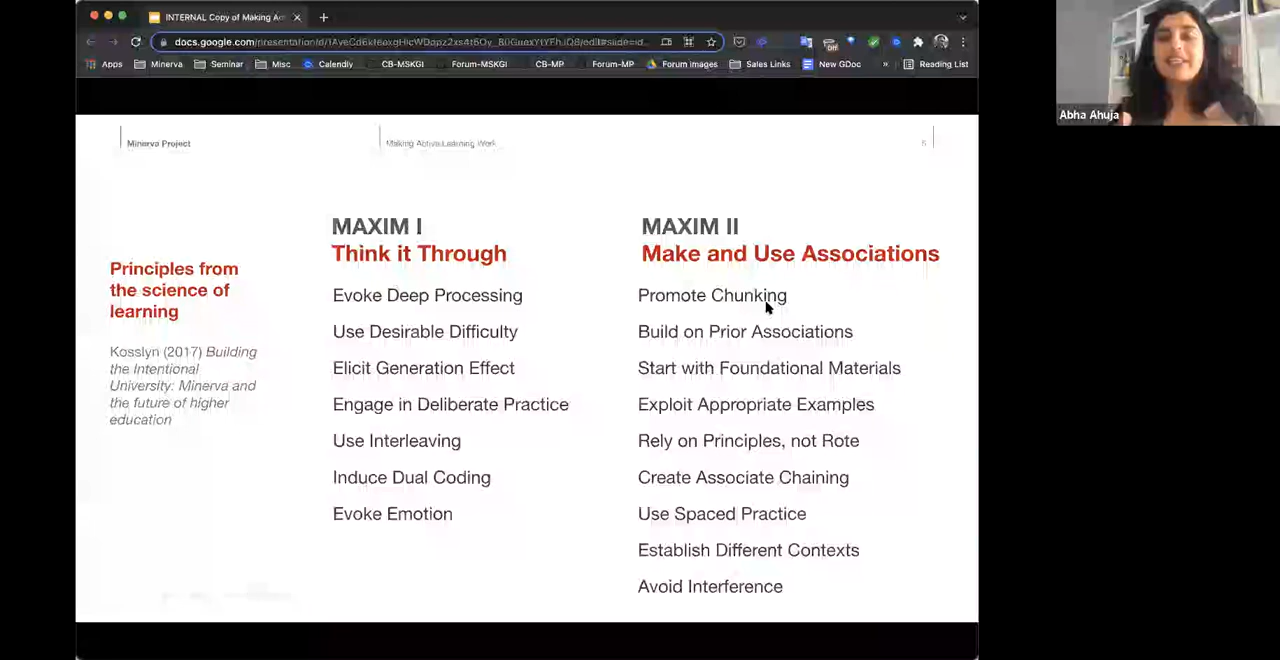 INTERNAL Copy of Making Ac
docs.google.com
Apps
Minerva
Seminar
Misc
Calendly
CB-MSKGI
Forum-MSKGI
CB-MP
Forum-MP
Forum Images
Sales Links
New GDoc
»
Reading List
Abha Ahuja
Minerva Project
Making Active Learning Work
Principles from
the science of
learning
Kosslyn (2017) Building
the Intentional
University: Minerva and
the future of higher
education
MAXIM I
Think it Through
Evoke Deep Processing
Use Desirable Difficulty
Elicit Generation Effect
Engage in Deliberate Practice
Use Interleaving
Induce Dual Coding
Evoke Emotion
MAXIM II
Make and Use Associations
Promote Chunking
Build on Prior Associations
Start with Foundational Materials
Exploit Appropriate Examples
Rely on Principles, not Rote
Create Associate Chaining
Use Spaced Practice
Establish Different Contexts
Avoid Interference